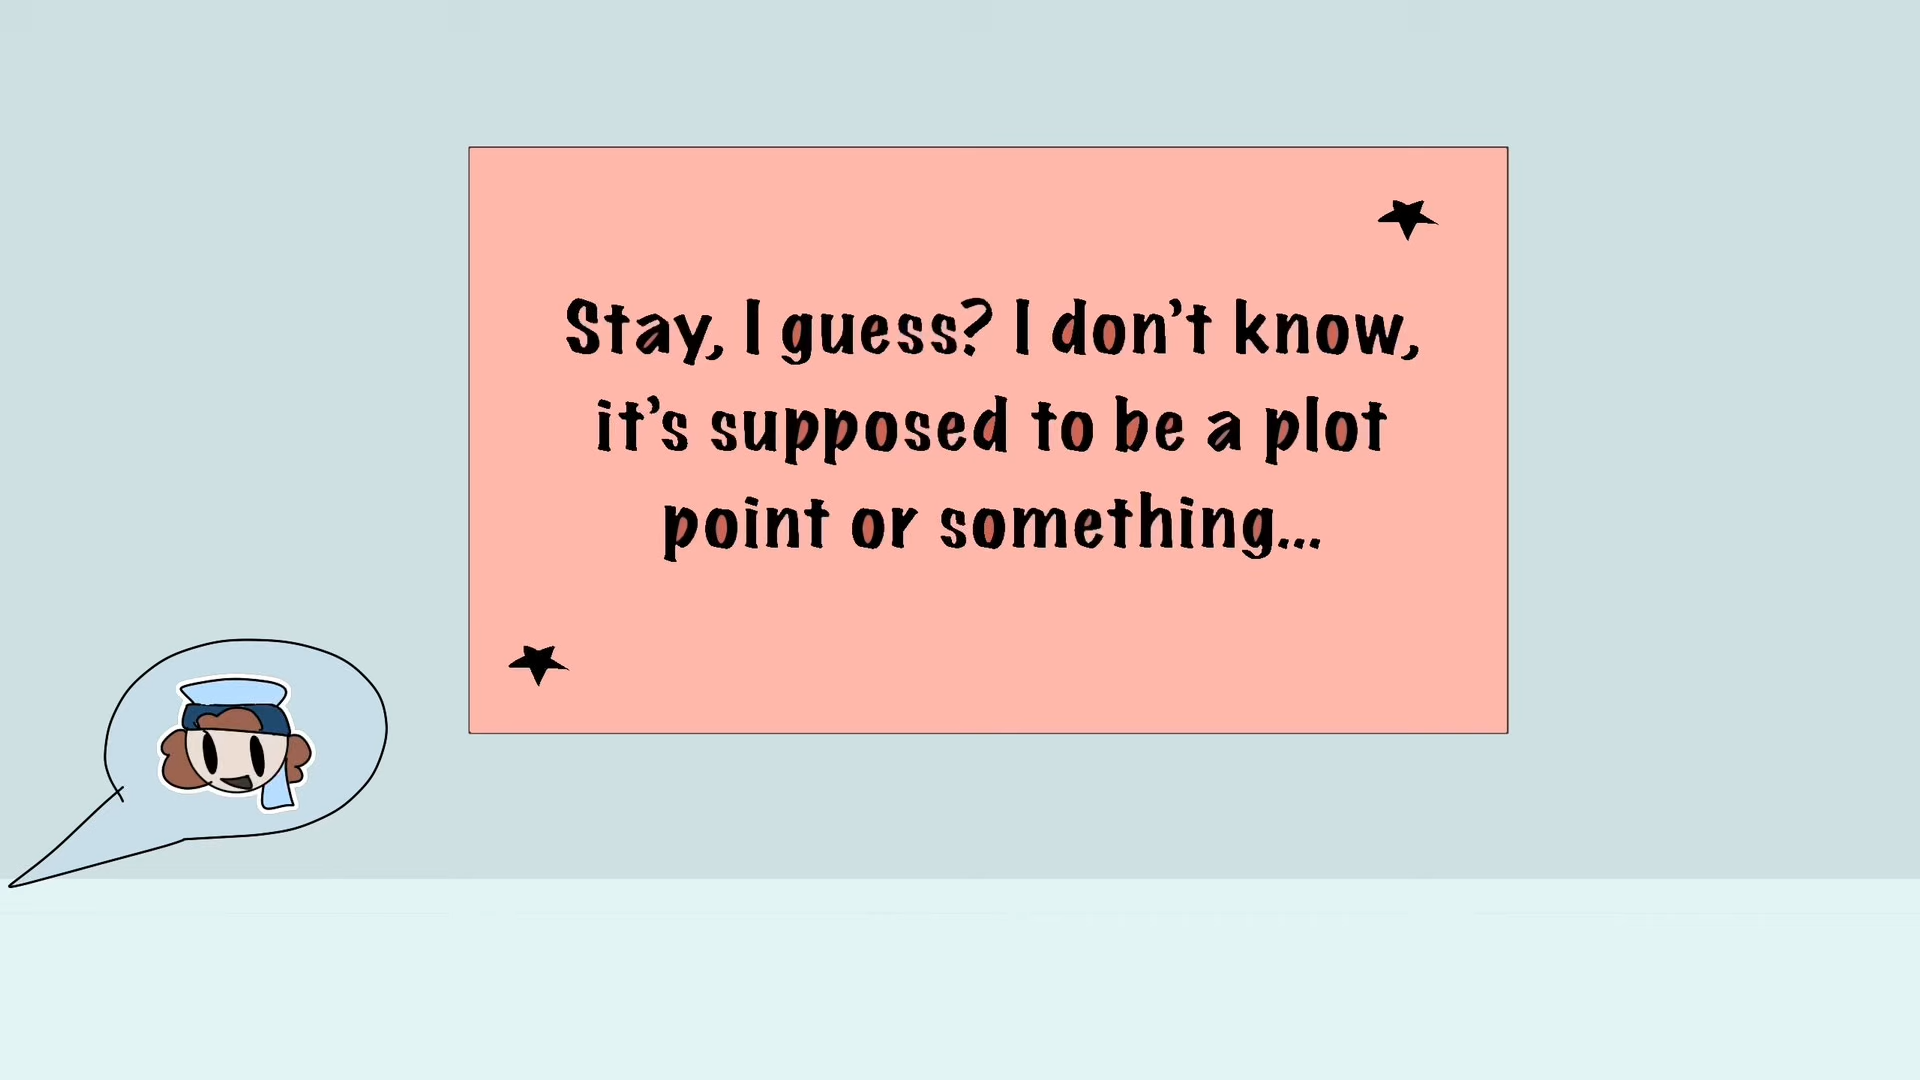 Stay, I guess? I don’t know,
it’s supposed to be a plot
point or something...